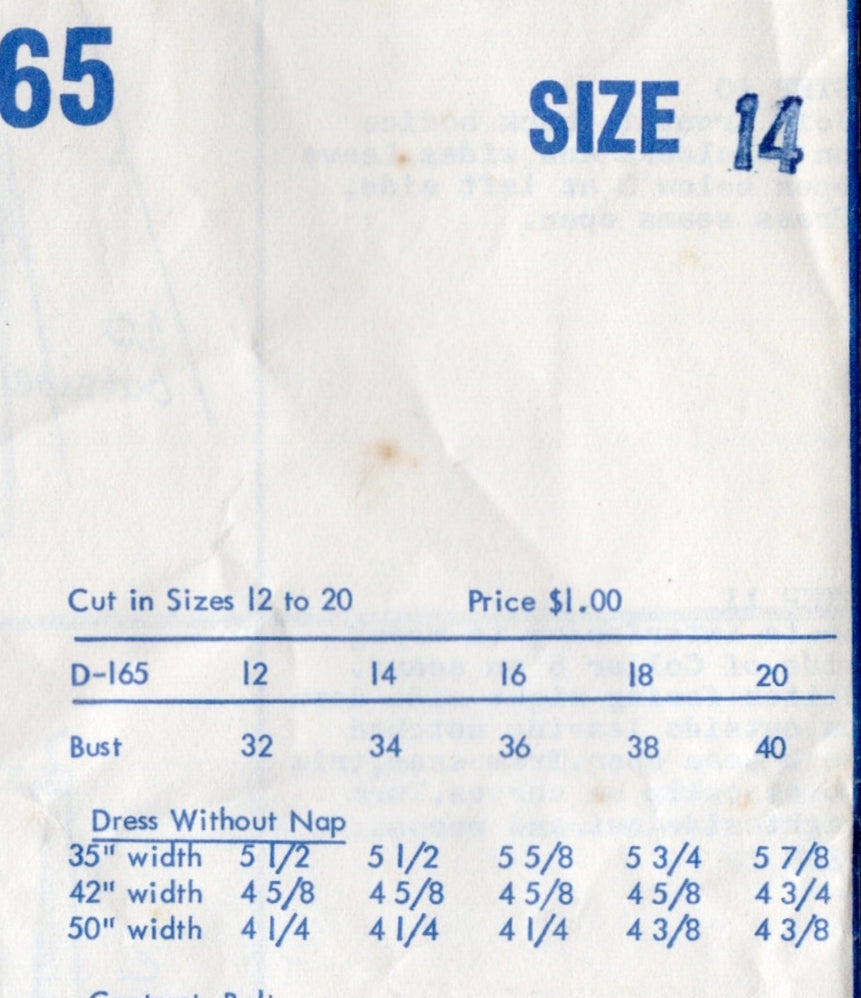 65
SIZE 14
Cut in Sizes 12 to 20 Price $1.00
D-165 12 14 16 18 20
Bust 32 34 36 38 40
Dress Without Nap
35" width 5 1/2 5 1/2 5 5/8 5 3/4 5 7/8
42" width 4 5/8 4 5/8 4 5/8 4 5/8 4 3/4
50" width 4 1/4 4 1/4 4 1/4 4 3/8 4 3/8